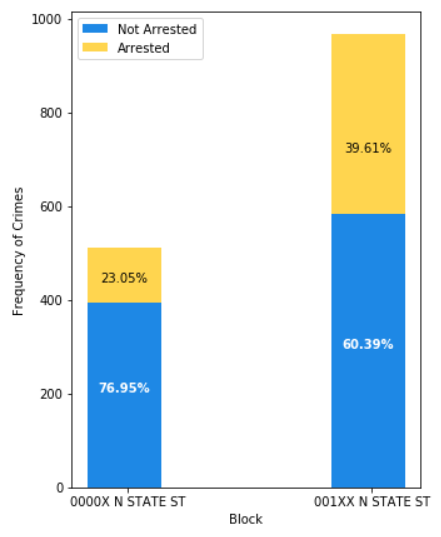 Not Arrested
Arrested
1000
800
600
400
200
0
Frequency of Crimes
39.61%
23.05%
60.39%
76.95%
0000X N STATE ST
001XX N STATE ST
Block